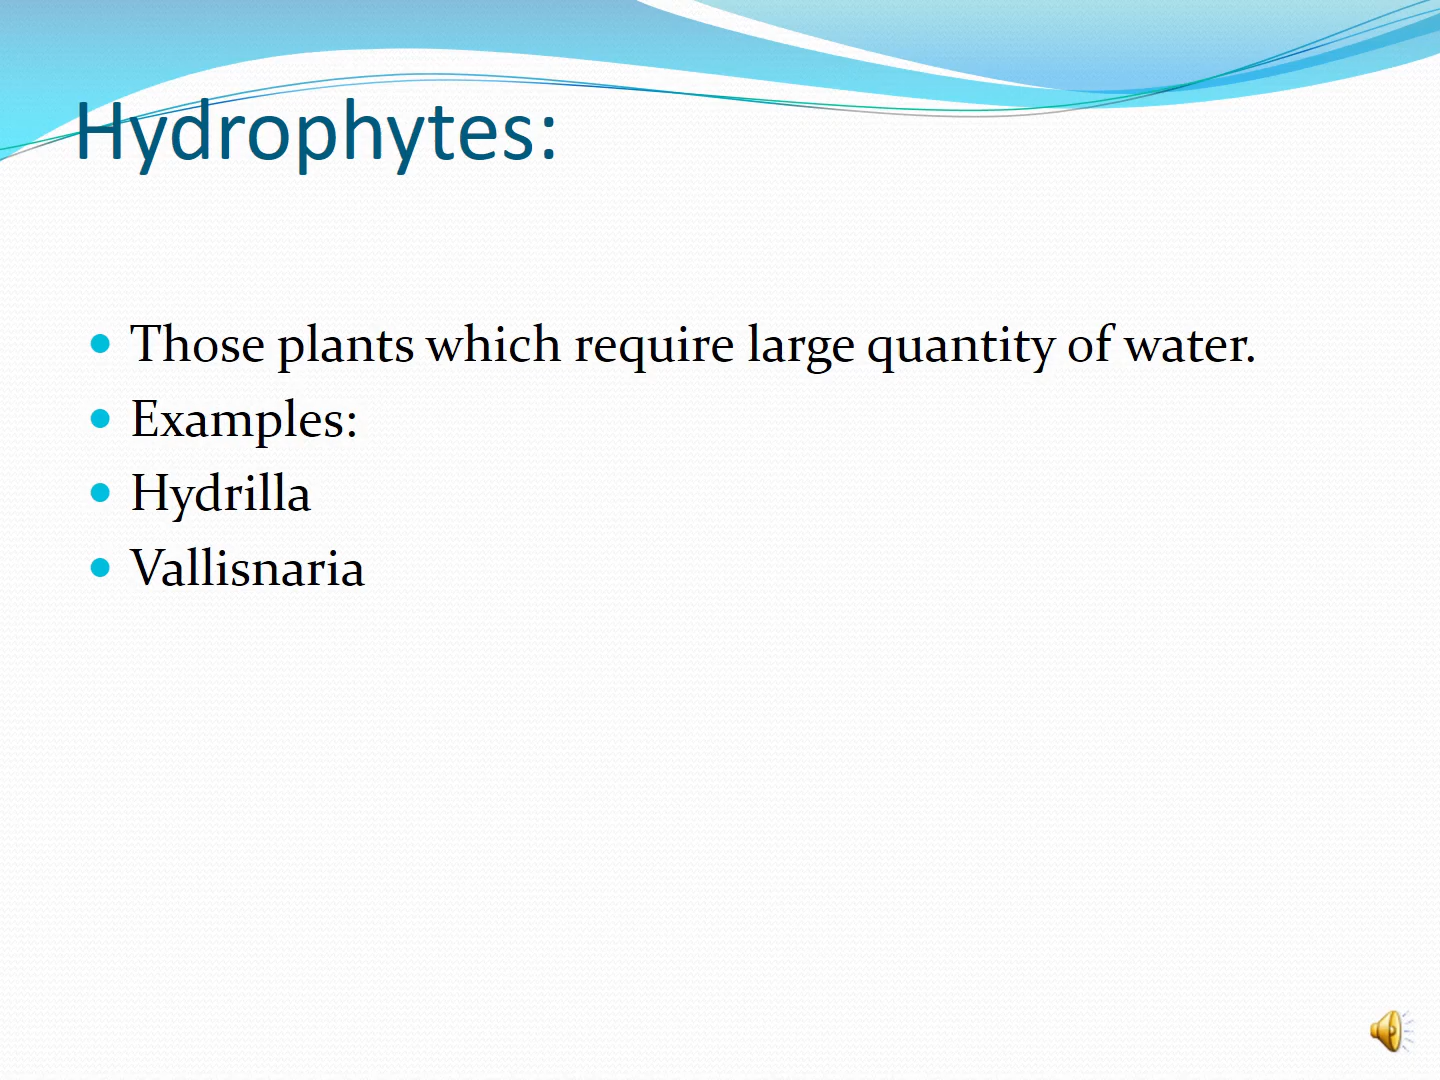 Hydrophytes:
Those plants which require large quantity of water.
Examples:
Hydrilla
Vallisnaria